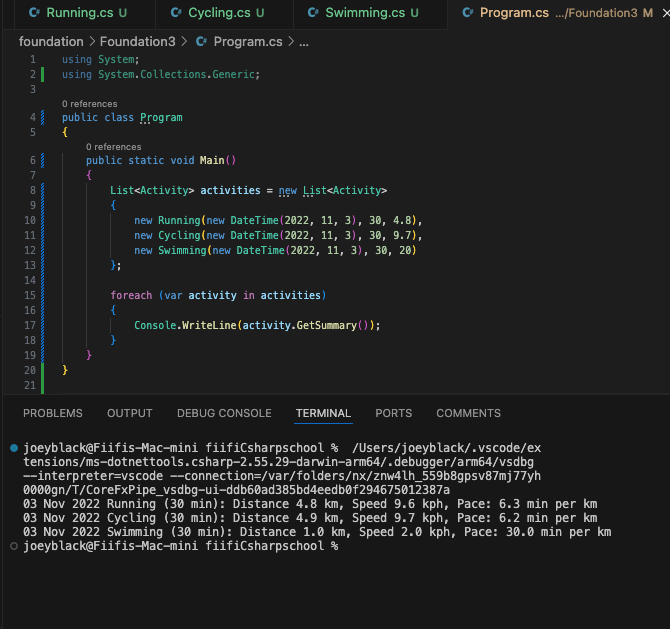 Running.cs U Cycling.cs U Swimming.cs U Program.cs .../Foundation3 M
foundation > Foundation3 > Program.cs > ...
1 using System;
2 using System.Collections.Generic;
3
0 references
4 public class Program
5 {
0 references
6 public static void Main()
7 {
8 List<Activity> activities = new List<Activity>
9 {
10 new Running(new DateTime(2022, 11, 3), 30, 4.8),
11 new Cycling(new DateTime(2022, 11, 3), 30, 9.7),
12 new Swimming(new DateTime(2022, 11, 3), 30, 20)
13 };
14
15 foreach (var activity in activities)
16 {
17 Console.WriteLine(activity.GetSummary());
18 }
19 }
20 }
21
PROBLEMS OUTPUT DEBUG CONSOLE TERMINAL PORTS COMMENTS
joeyblack@Fiifis-Mac-mini fiifiCsharpschool % /Users/joeyblack/.vscode/ex
tensions/ms-dotnettools.csharp-2.55.29-darwin-arm64/.debugger/arm64/vsdbg
--interpreter=vscode --connection=/var/folders/nx/znw4lh_559b8gpsv87mj77yh
0000gn/T/CoreFxPipe_vsdbg-ui-ddb60ad385bd4eedb0f294675012387a
03 Nov 2022 Running (30 min): Distance 4.8 km, Speed 9.6 kph, Pace: 6.3 min per km
03 Nov 2022 Cycling (30 min): Distance 4.9 km, Speed 9.7 kph, Pace: 6.2 min per km
03 Nov 2022 Swimming (30 min): Distance 1.0 km, Speed 2.0 kph, Pace: 30.0 min per km
joeyblack@Fiifis-Mac-mini fiifiCsharpschool %